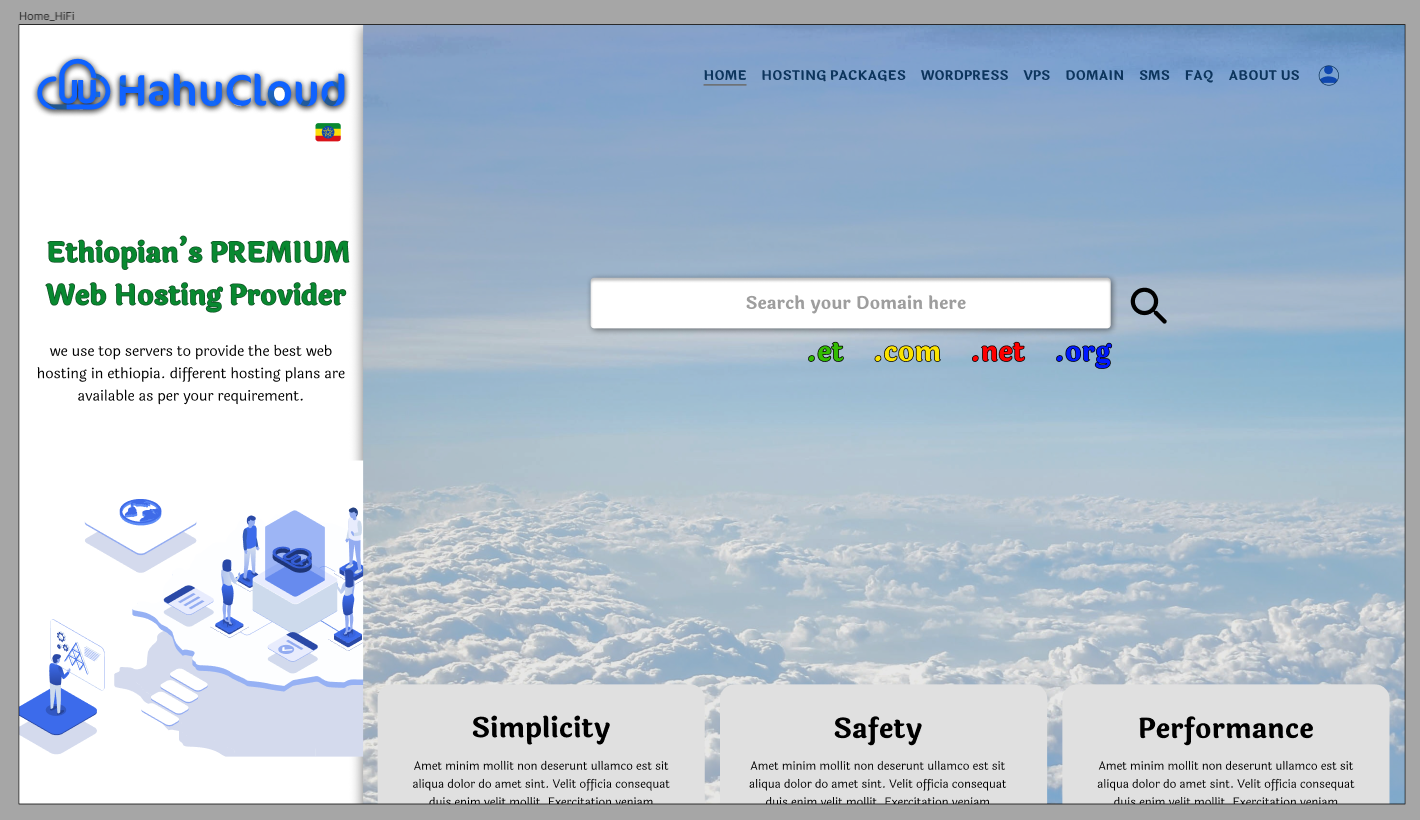 Home_HiFi
HahuCloud
HOME HOSTING PACKAGES WORDPRESS VPS DOMAIN SMS FAQ ABOUT US
Ethiopian’s PREMIUM
Web Hosting Provider
we use top servers to provide the best web
hosting in ethiopia. different hosting plans are
available as per your requirement.
Search your Domain here
.et .com .net .org
Simplicity
Amet minim mollit non deserunt ullamco est sit
aliqua dolor do amet sint. Velit officia consequat
duis enim velit mollit. Exercitation veniam
Safety
Amet minim mollit non deserunt ullamco est sit
aliqua dolor do amet sint. Velit officia consequat
duis enim velit mollit. Exercitation veniam
Performance
Amet minim mollit non deserunt ullamco est sit
aliqua dolor do amet sint. Velit officia consequat
duis enim velit mollit. Exercitation veniam